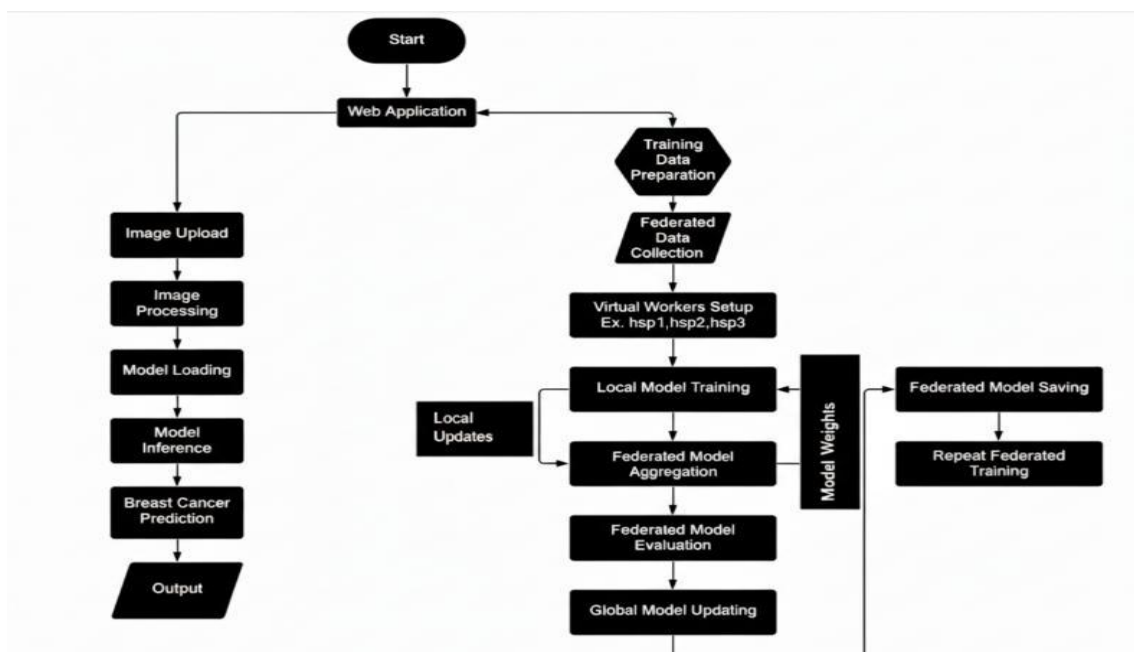 Start
Web Application
Training
Data
Preparation
Image Upload
Federated
Data
Collection
Image
Processing
Virtual Workers Setup
Ex. hsp1,hsp2,hsp3
Model Loading
Local Model Training
Federated Model Saving
Local
Updates
Model Weights
Model
Inference
Federated Model
Aggregation
Repeat Federated
Training
Breast Cancer
Prediction
Federated Model
Evaluation
Output
Global Model Updating